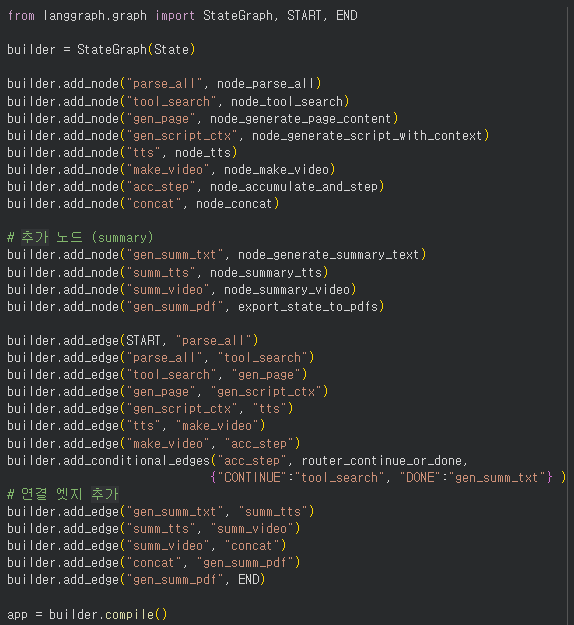 from langgraph.graph import StateGraph, START, END
builder = StateGraph(State)
builder.add_node("parse_all", node_parse_all)
builder.add_node("tool_search", node_tool_search)
builder.add_node("gen_page", node_generate_page_content)
builder.add_node("gen_script_ctx", node_generate_script_with_context)
builder.add_node("tts", node_tts)
builder.add_node("make_video", node_make_video)
builder.add_node("acc_step", node_accumulate_and_step)
builder.add_node("concat", node_concat)
# 추가 노드 (summary)
builder.add_node("gen_summ_txt", node_generate_summary_text)
builder.add_node("summ_tts", node_summary_tts)
builder.add_node("summ_video", node_summary_video)
builder.add_node("gen_summ_pdf", export_state_to_pdfs)
builder.add_edge(START, "parse_all")
builder.add_edge("parse_all", "tool_search")
builder.add_edge("tool_search", "gen_page")
builder.add_edge("gen_page", "gen_script_ctx")
builder.add_edge("gen_script_ctx", "tts")
builder.add_edge("tts", "make_video")
builder.add_edge("make_video", "acc_step")
builder.add_conditional_edges("acc_step", router_continue_or_done,
{"CONTINUE":"tool_search", "DONE":"gen_summ_txt"} )
# 연결 엣지 추가
builder.add_edge("gen_summ_txt", "summ_tts")
builder.add_edge("summ_tts", "summ_video")
builder.add_edge("summ_video", "concat")
builder.add_edge("concat", "gen_summ_pdf")
builder.add_edge("gen_summ_pdf", END)
app = builder.compile()